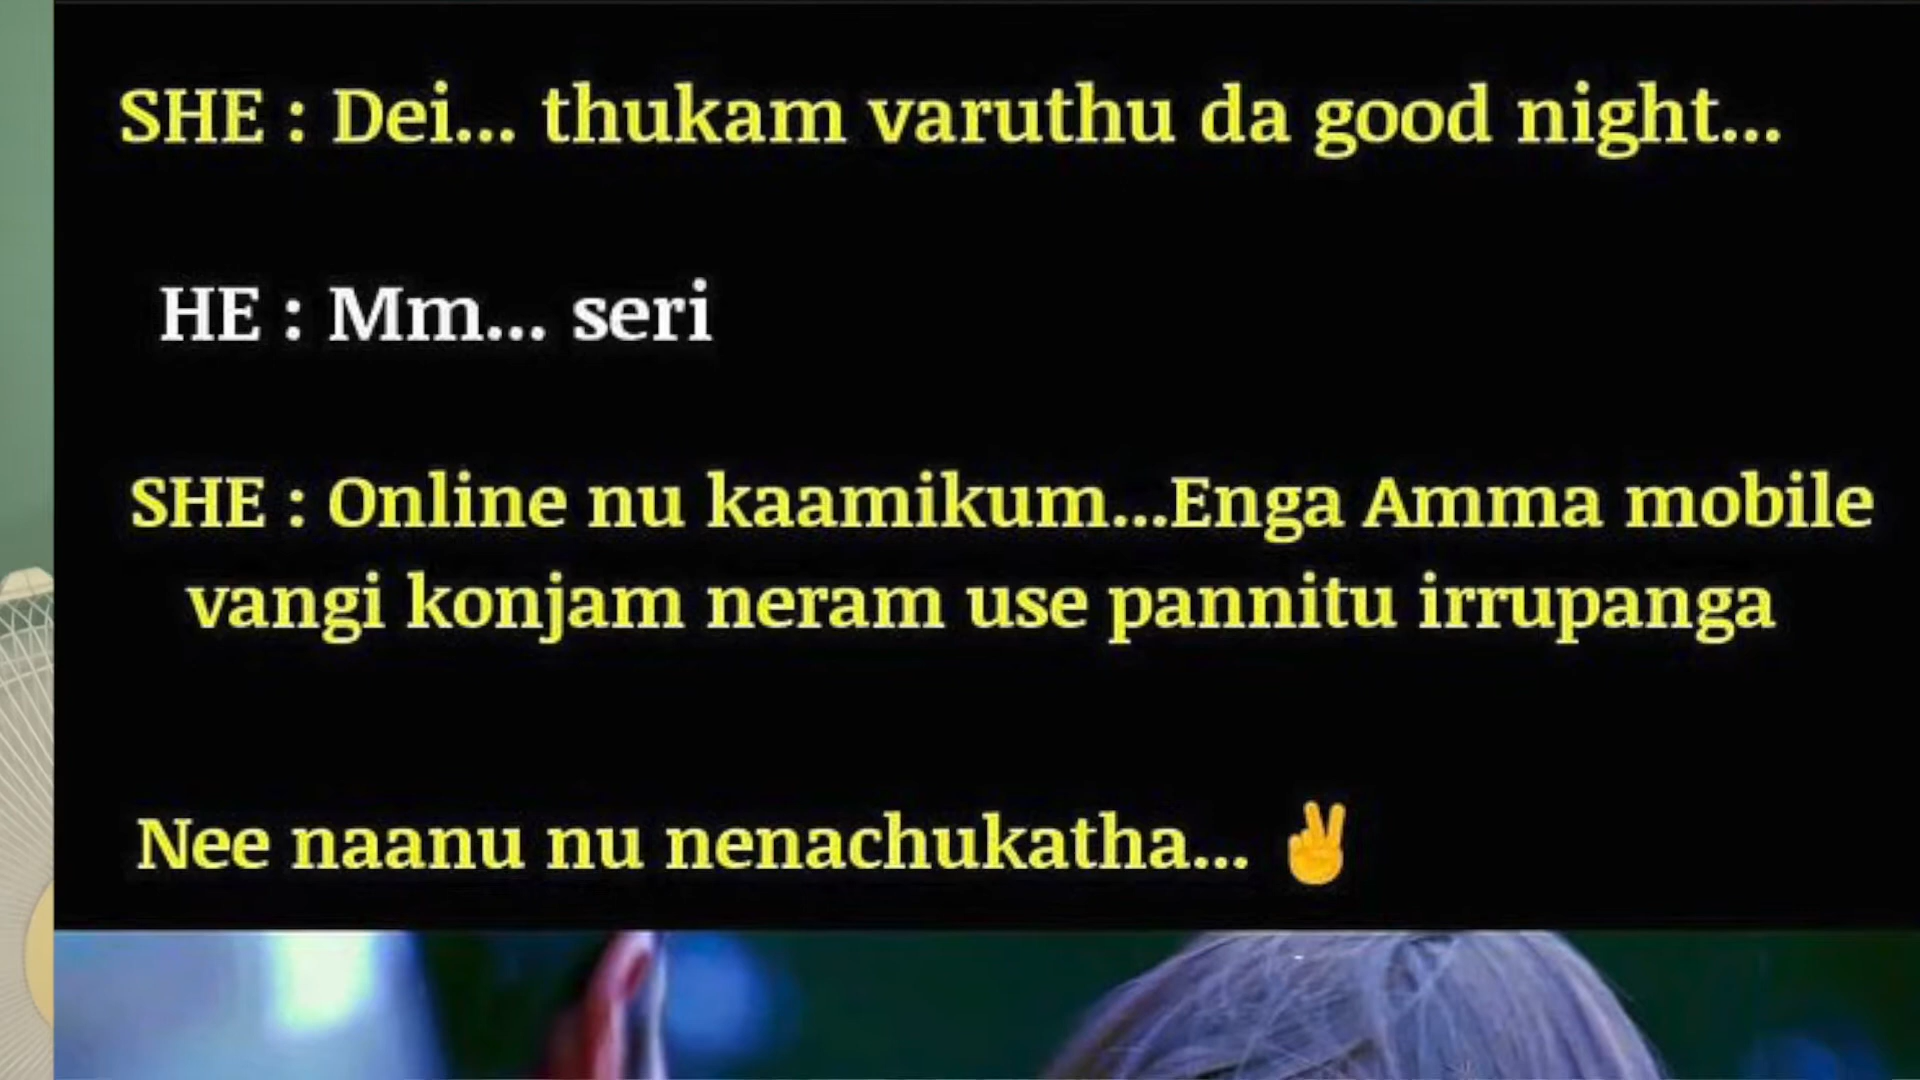 SHE : Dei... thukam varuthu da good night...
HE : Mm... seri
SHE : Online nu kaamikum...Enga Amma mobile
vangi konjam neram use pannitu irrupanga
Nee naanu nu nenachukatha... ✌️